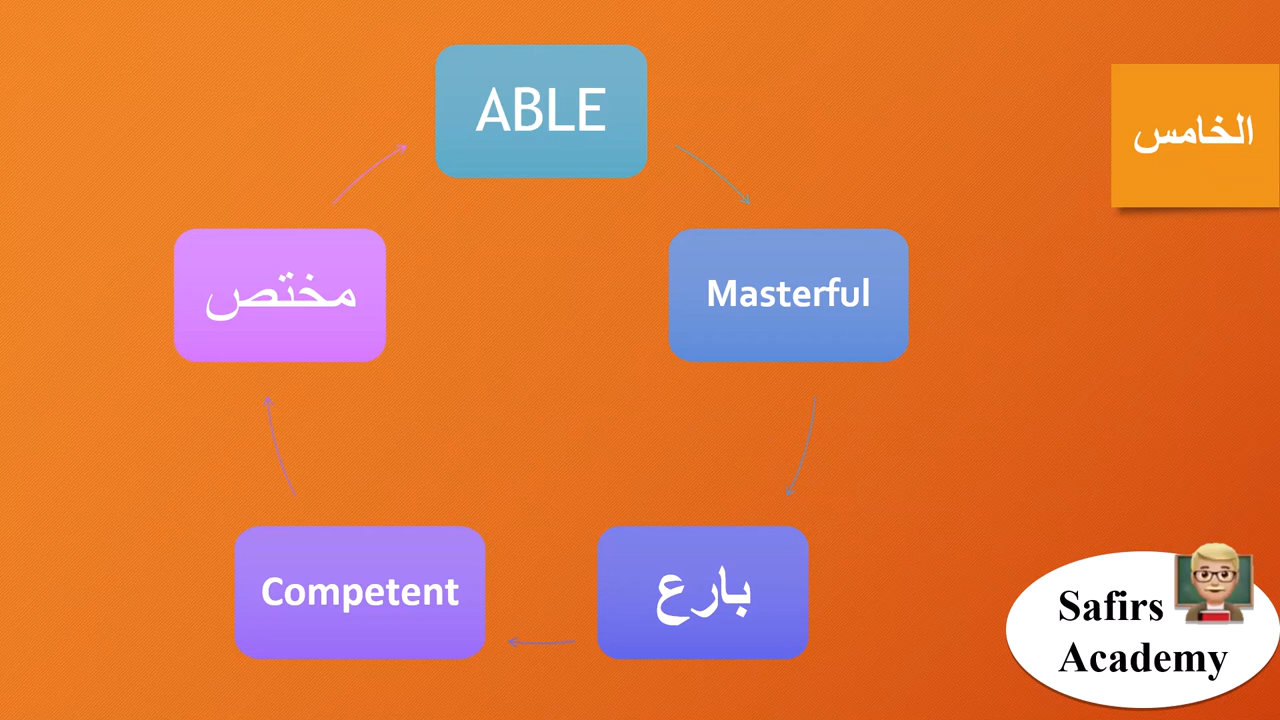 ABLE
الخامس
Masterful
مختص
بارع
Competent
Safirs
Academy